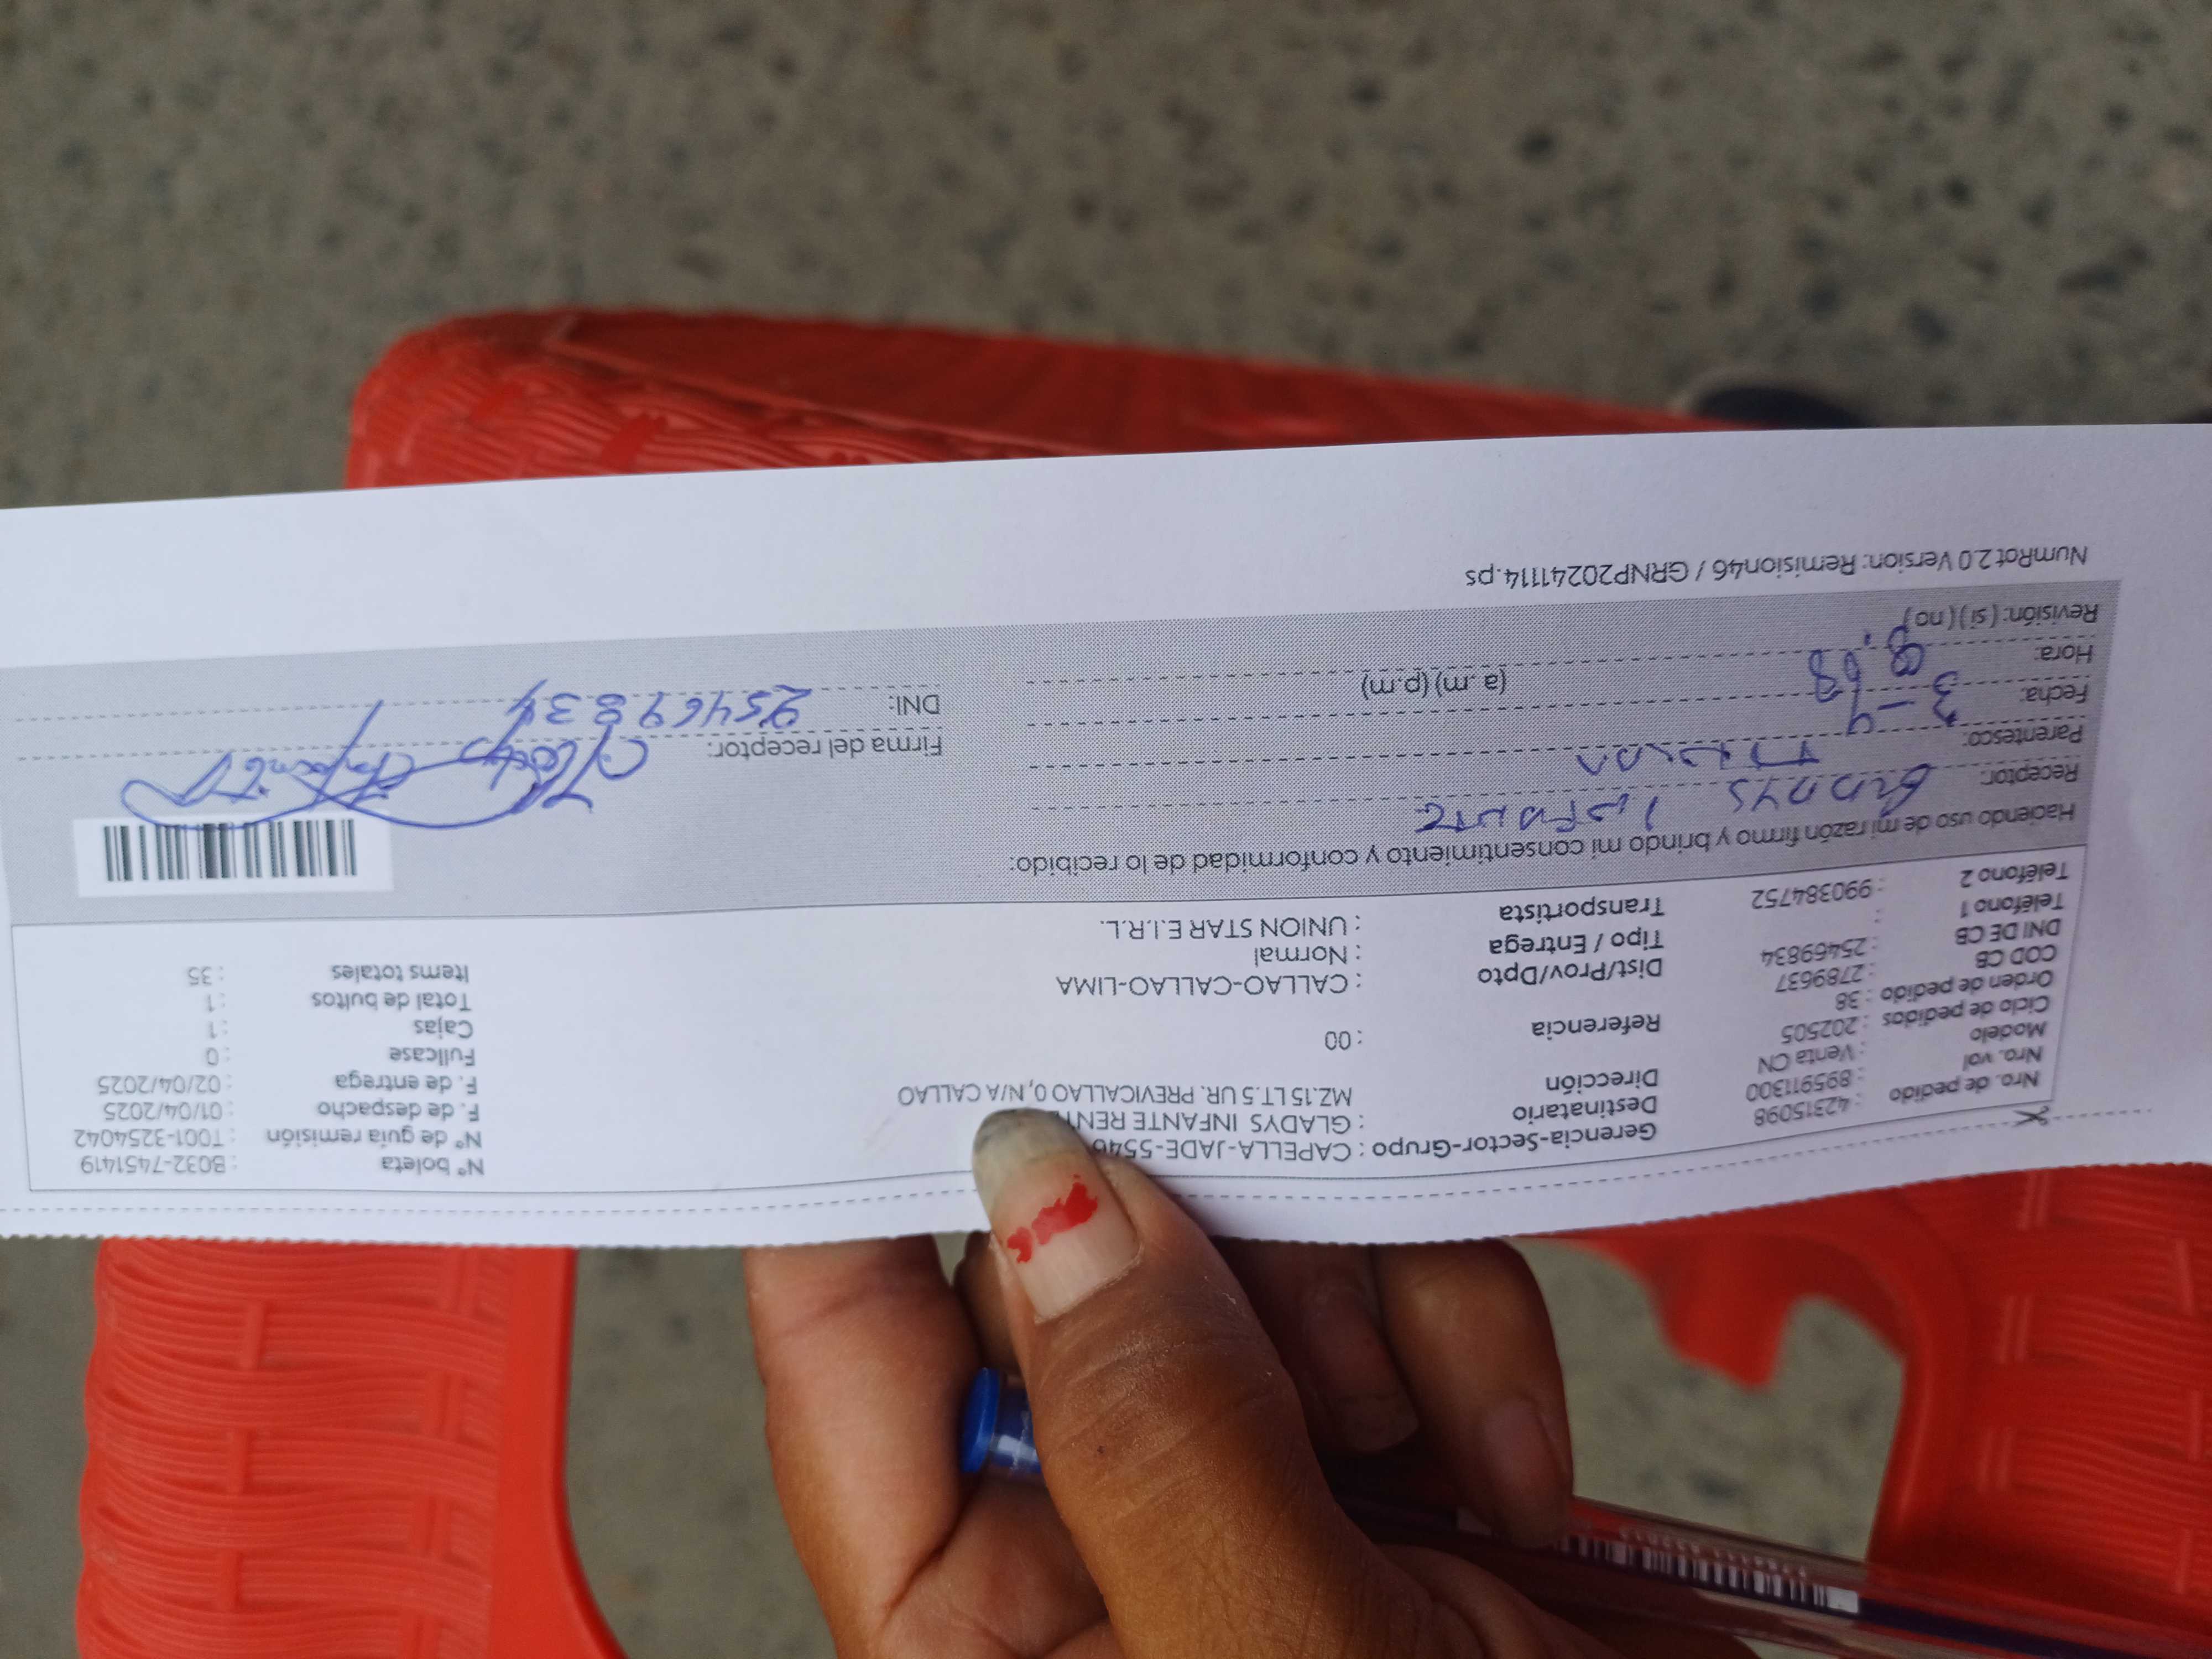 Nro. de pedido : 42315098
Nro. vol : 895911300
Modelo : Venta CN
Ciclo de pedidos : 202505
Orden de pedido : 38
COD CB : 2789637
DNI DE CB : 25469834
Teléfono 1 :
Teléfono 2 : 990384752
Gerencia-Sector-Grupo : CAPELLA-JADE-5546
Destinatario : GLADYS INFANTE
Dirección MZ.15 LT.5 UR. PREVICALLAO 0, N/A CALLAO
Referencia : 00
Dist/Prov/Dpto : CALLAO-CALLAO-LIMA
Tipo / Entrega : Normal
Transportista : UNION STAR E.I.R.L.
N° boleta : B032-7451419
N° de guía remisión : T001-3254042
F. de despacho : 01/04/2025
F. de entrega : 02/04/2025
Fullcase : 0
Cajas : 1
Total de bultos : 1
Items totales : 35
Haciendo uso de mi razón firmo y brindo mi consentimiento y conformidad de lo recibido:
Receptor: GLADYS INFANTE
Parentesco:
Fecha: 3-4
Hora: (a.m) (p.m)
Revisión: ( si ) ( no )
Firma del receptor: Gladys Infante
DNI: 25469834
NumRot 2.0 Version: Remision46 / GRNP20241114.ps